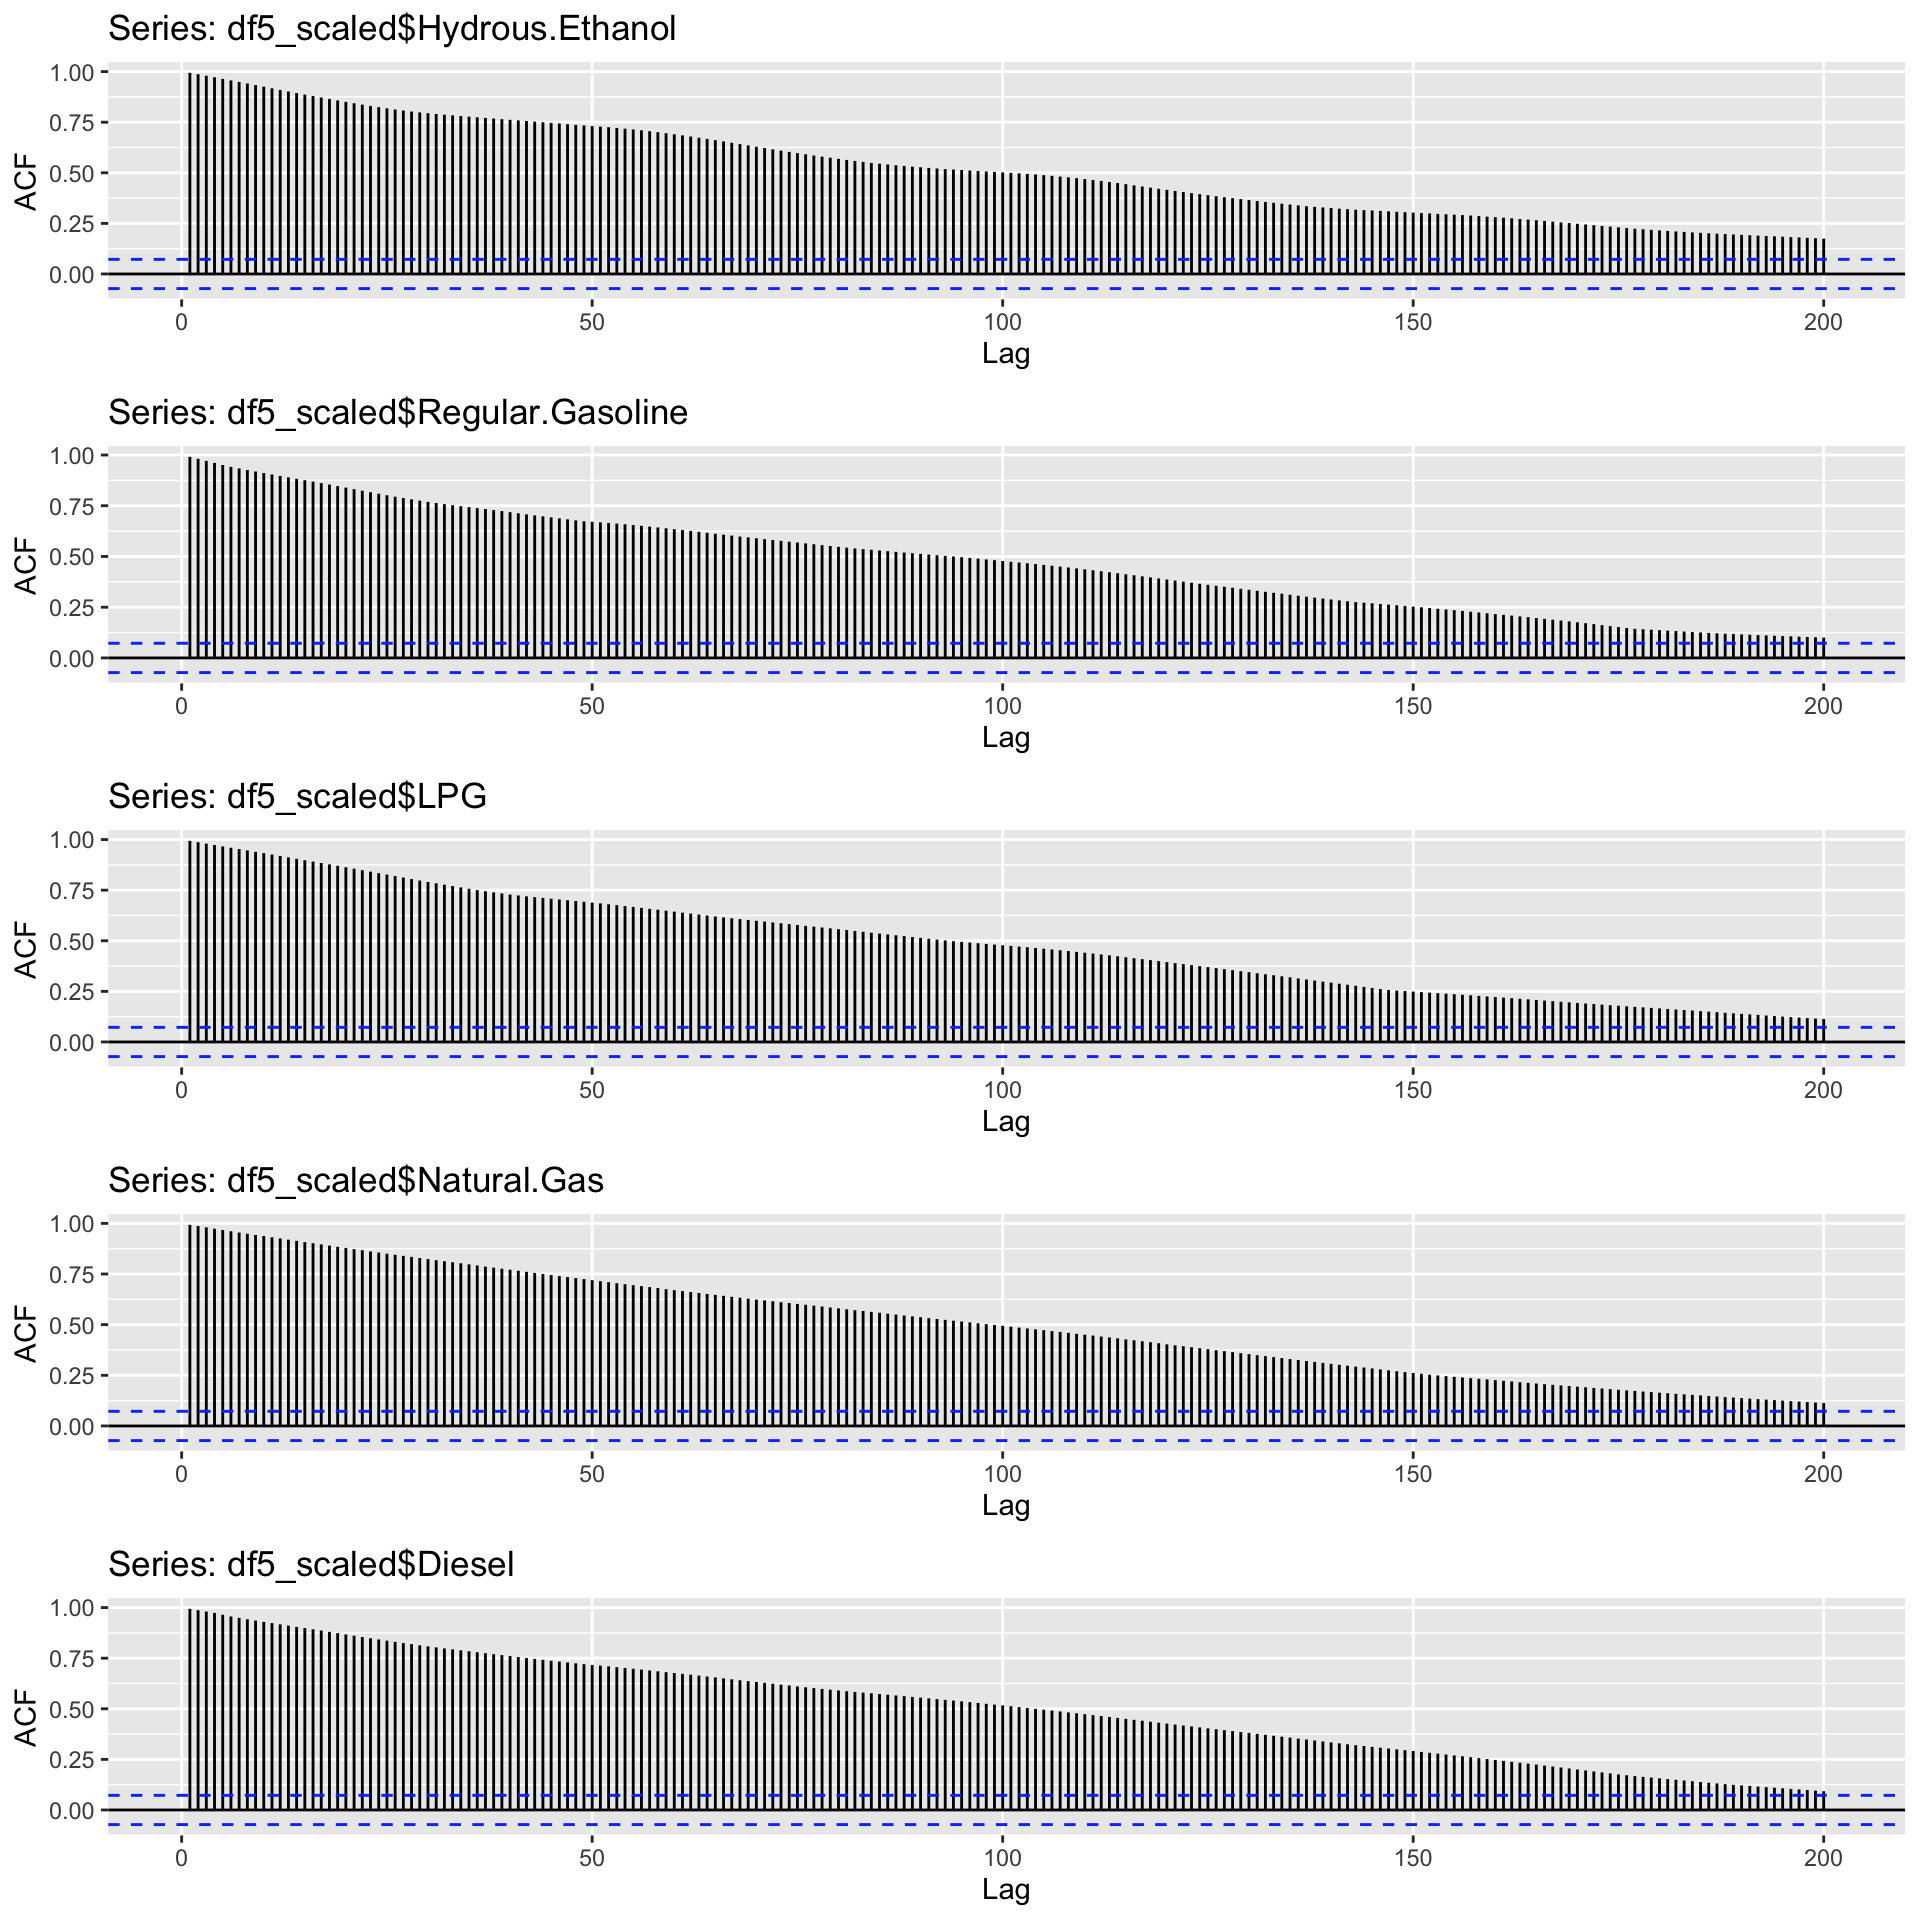 Series: df5_scaled$Hydrous.Ethanol
1.00
0.75
0.50
0.25
0.00
ACF
0 50 100 150 200
Lag
Series: df5_scaled$Regular.Gasoline
1.00
0.75
0.50
0.25
0.00
ACF
0 50 100 150 200
Lag
Series: df5_scaled$LPG
1.00
0.75
0.50
0.25
0.00
ACF
0 50 100 150 200
Lag
Series: df5_scaled$Natural.Gas
1.00
0.75
0.50
0.25
0.00
ACF
0 50 100 150 200
Lag
Series: df5_scaled$Diesel
1.00
0.75
0.50
0.25
0.00
ACF
0 50 100 150 200
Lag